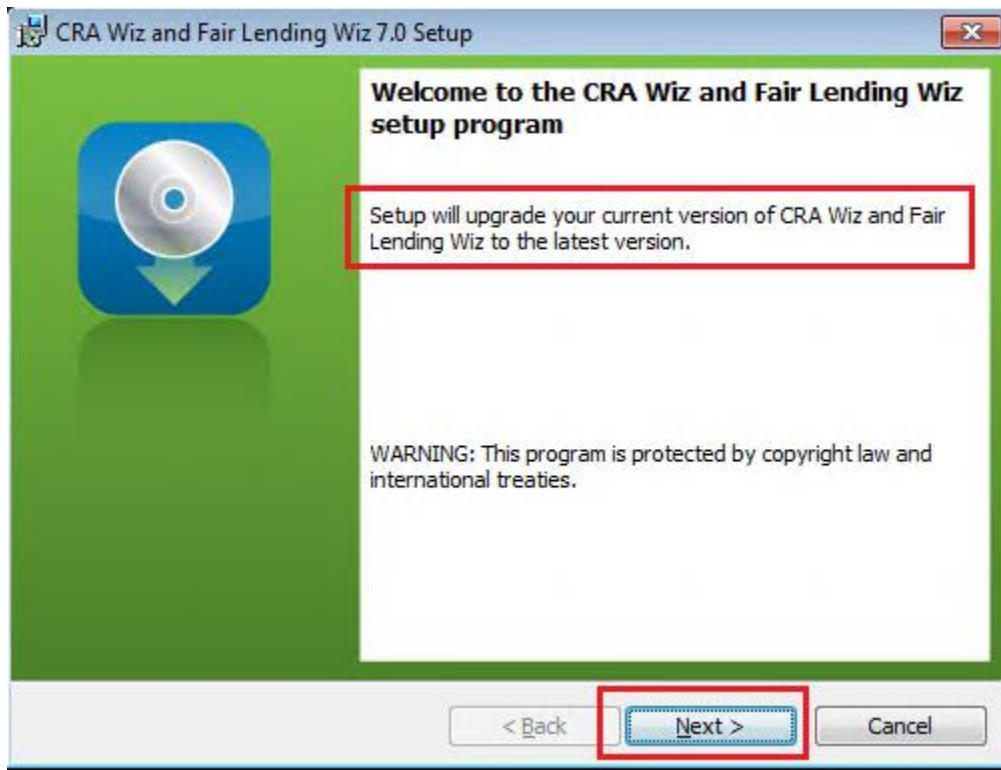 CRA Wiz and Fair Lending Wiz 7.0 Setup
Welcome to the CRA Wiz and Fair Lending Wiz
setup program
Setup will upgrade your current version of CRA Wiz and Fair
Lending Wiz to the latest version.
WARNING: This program is protected by copyright law and
international treaties.
< Back
Next >
Cancel